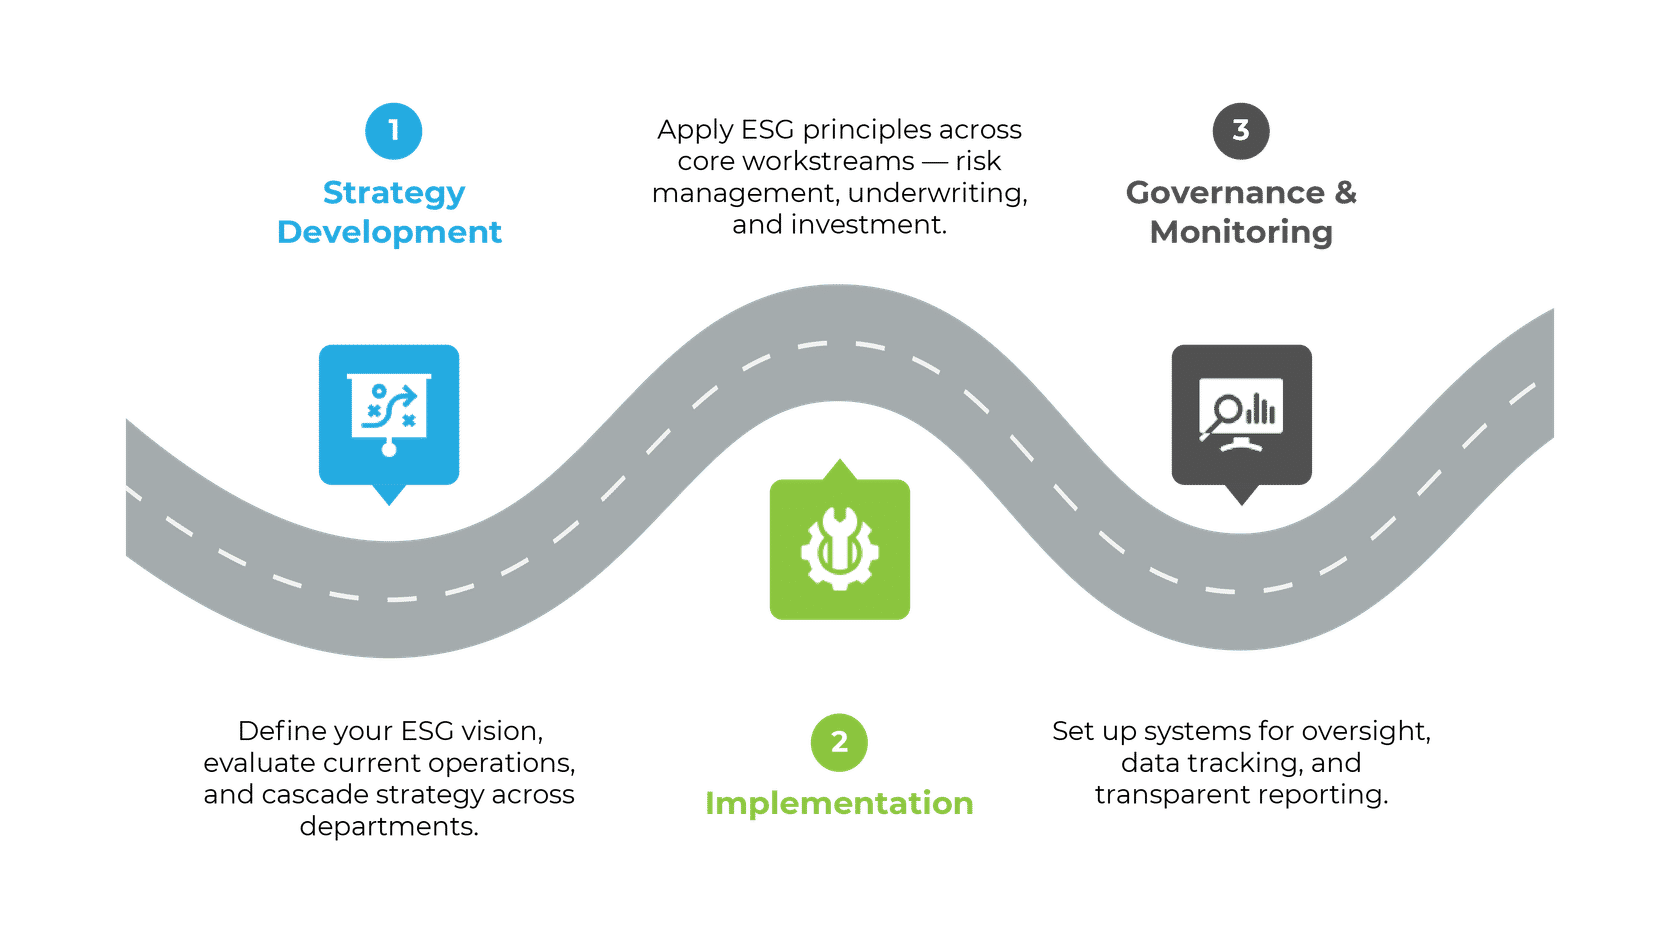 1
Strategy
Development
Define your ESG vision,
evaluate current operations,
and cascade strategy across
departments.
Apply ESG principles across
core workstreams — risk
management, underwriting,
and investment.
2
Implementation
3
Governance &
Monitoring
Set up systems for oversight,
data tracking, and
transparent reporting.